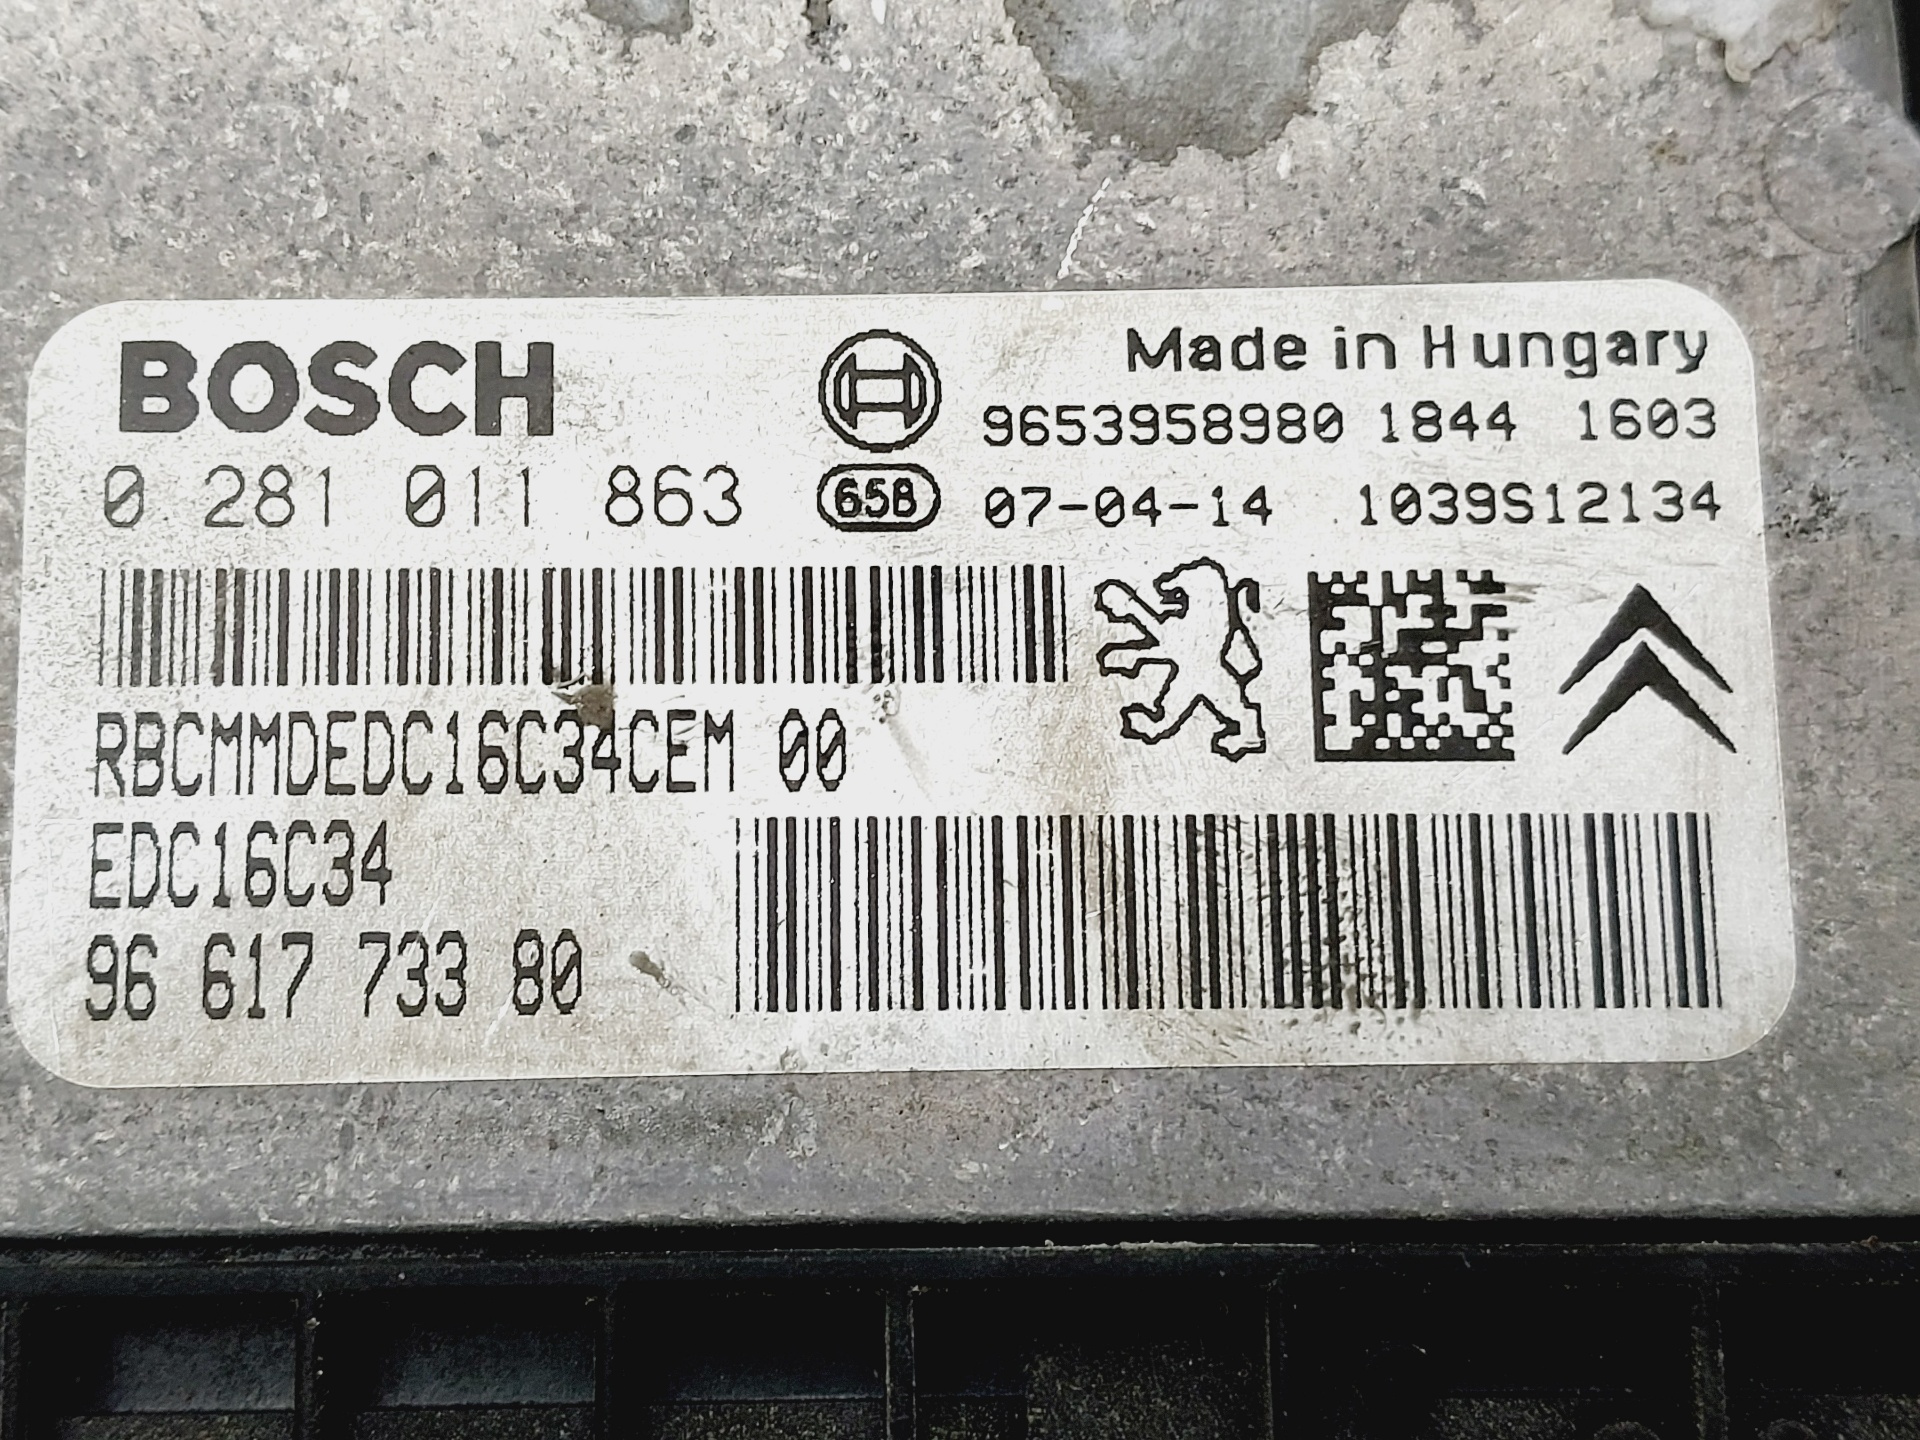 BOSCH
Made in Hungary
9653958980 1844 1603
0 281 011 863
65B
07-04-14 1039S12134
RBCMMDEDC16C34CEM 00
EDC16C34
96 617 733 80